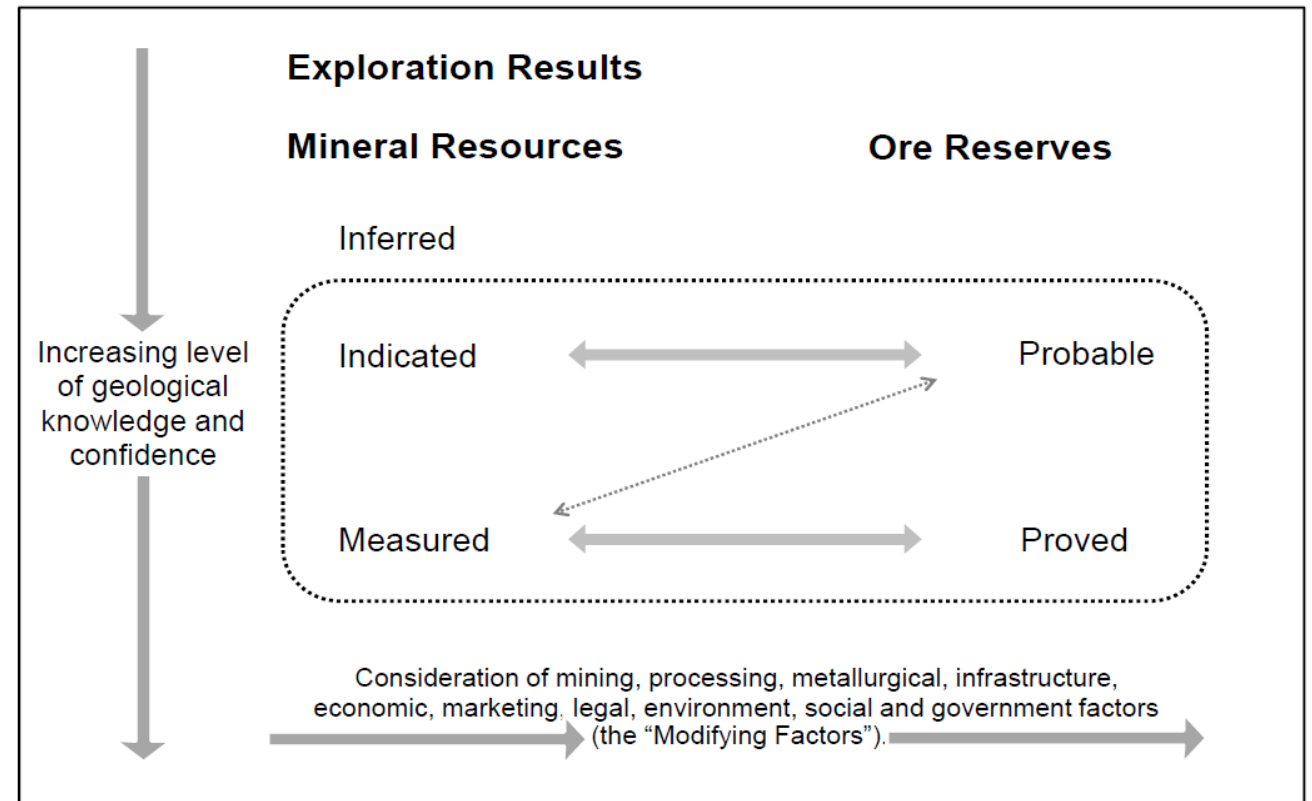 Exploration Results
Mineral Resources
Ore Reserves
Inferred
Increasing level
of geological
knowledge and
confidence
Indicated
Probable
Measured
Proved
Consideration of mining, processing, metallurgical, infrastructure,
economic, marketing, legal, environment, social and government factors
(the “Modifying Factors”).